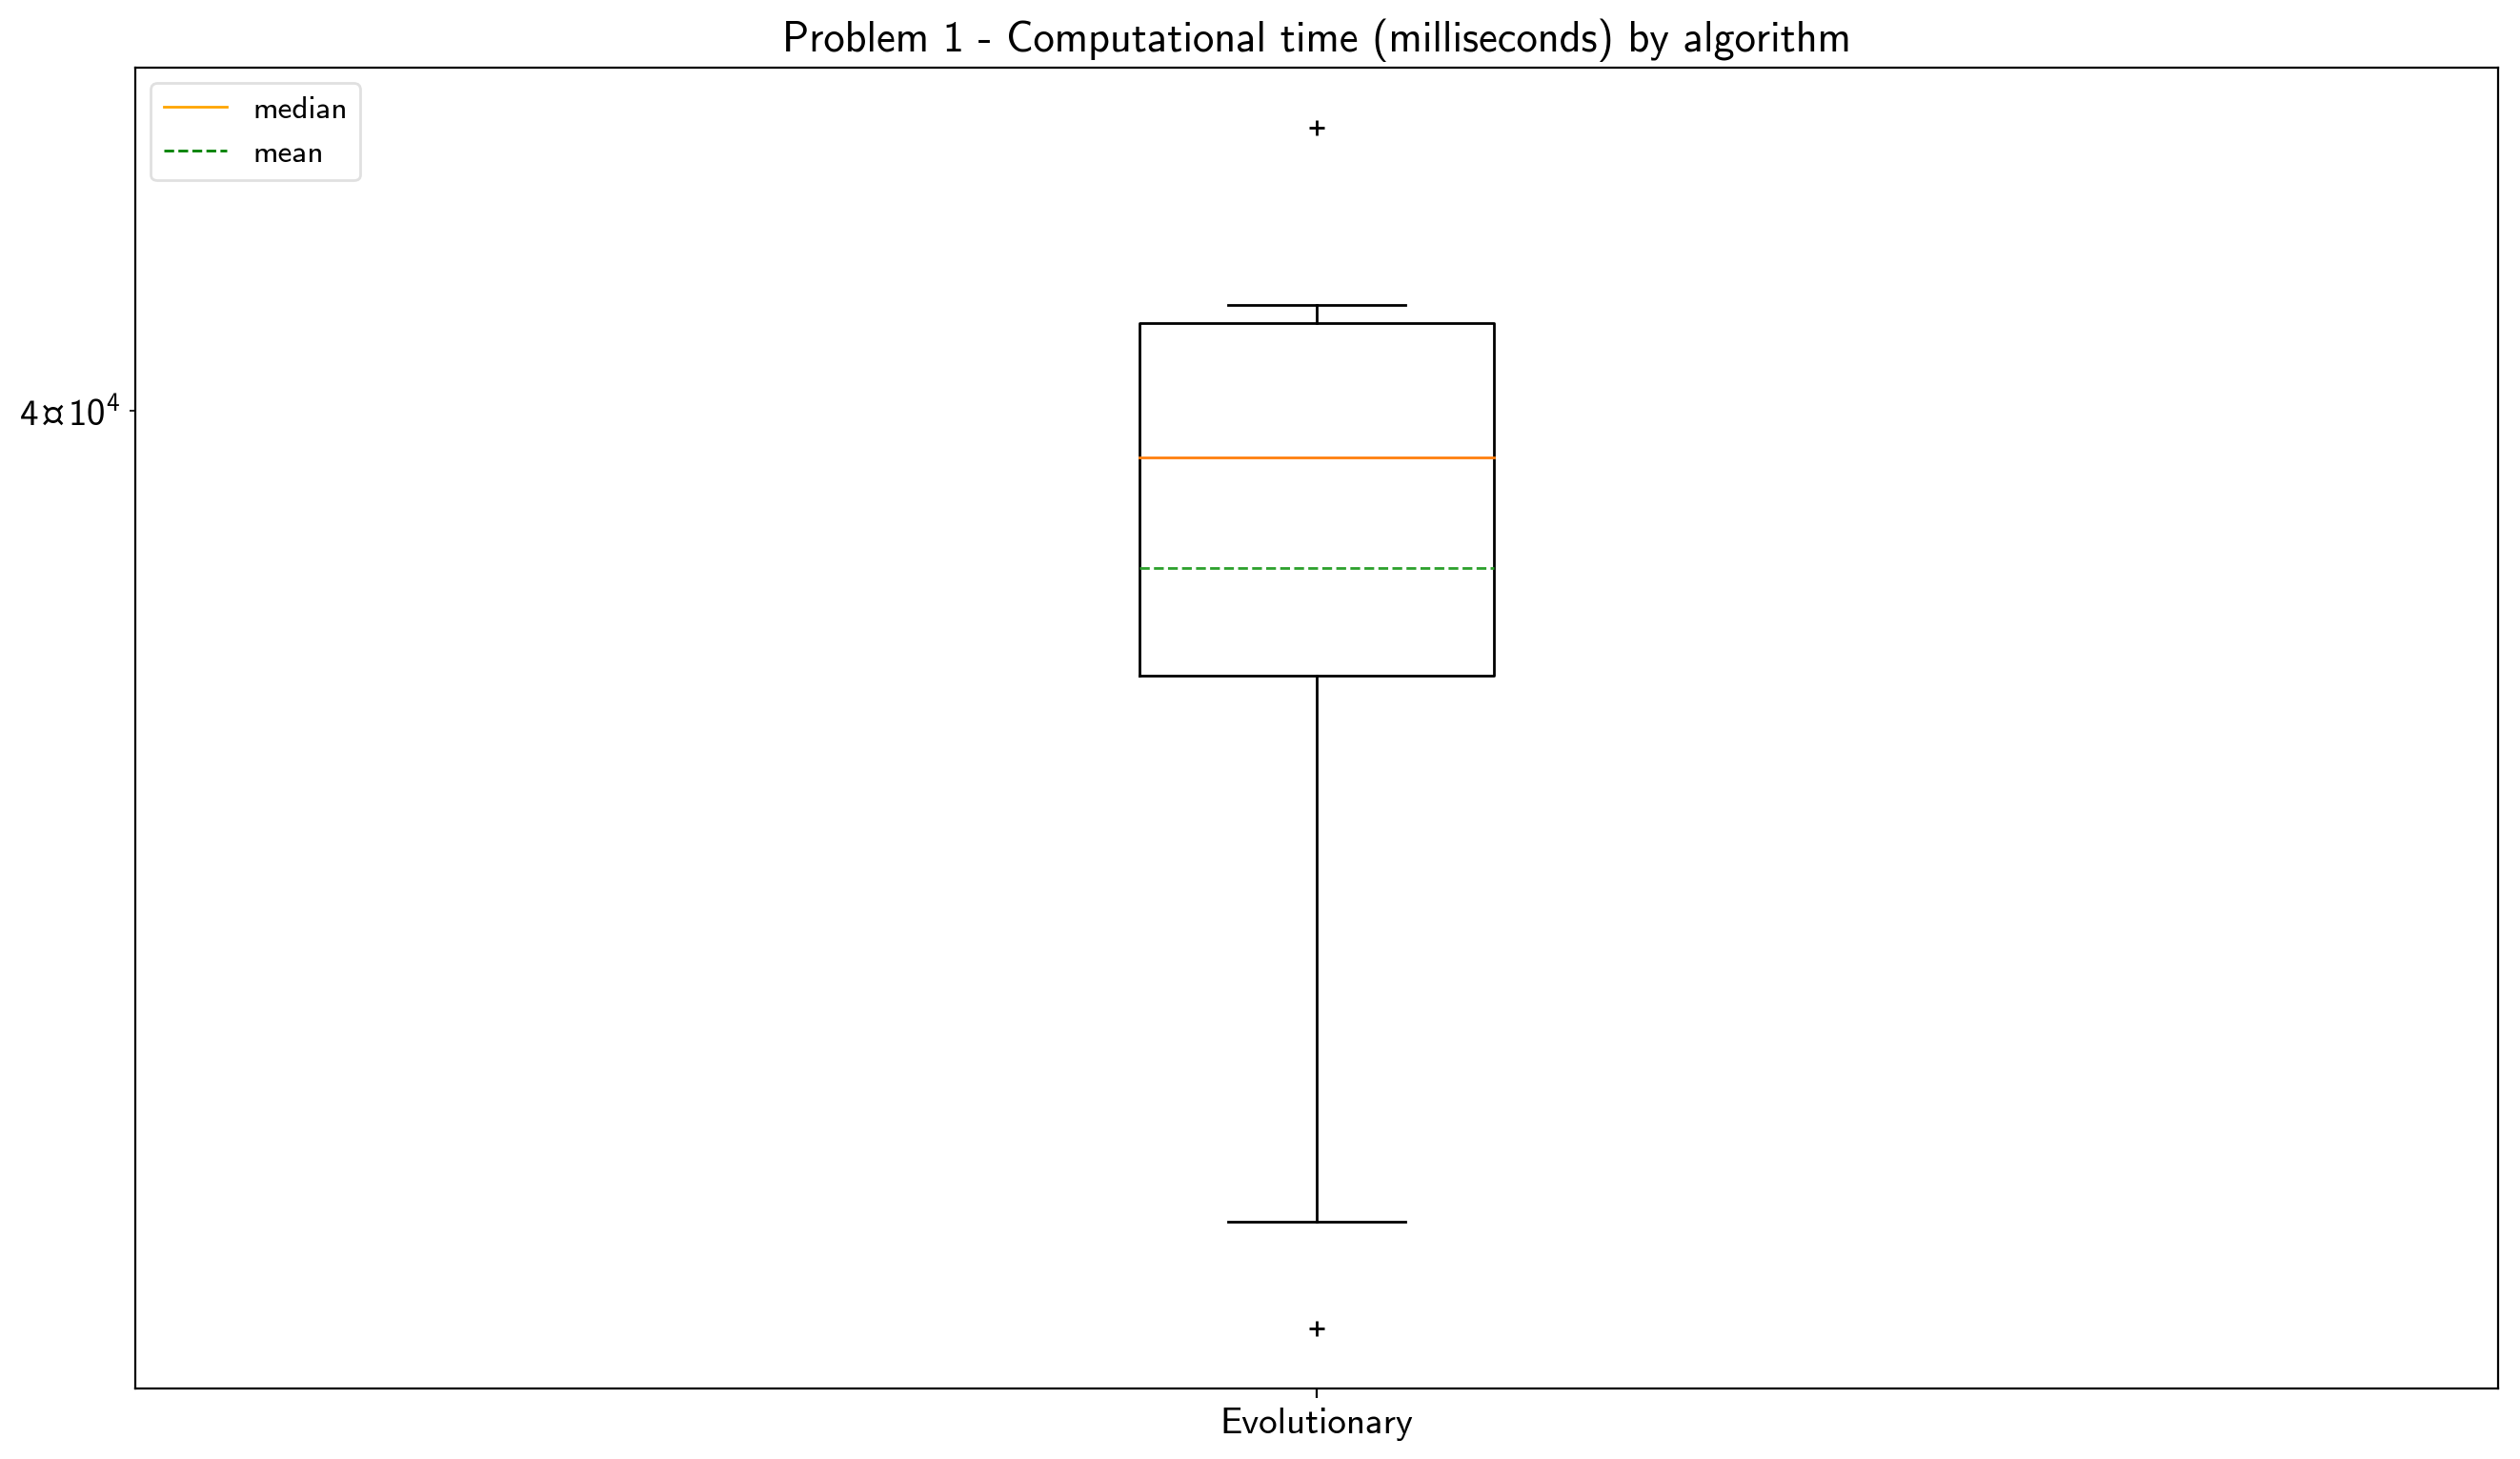 Problem 1 - Computational time (milliseconds) by algorithm
median
mean
4¤10⁴
Evolutionary